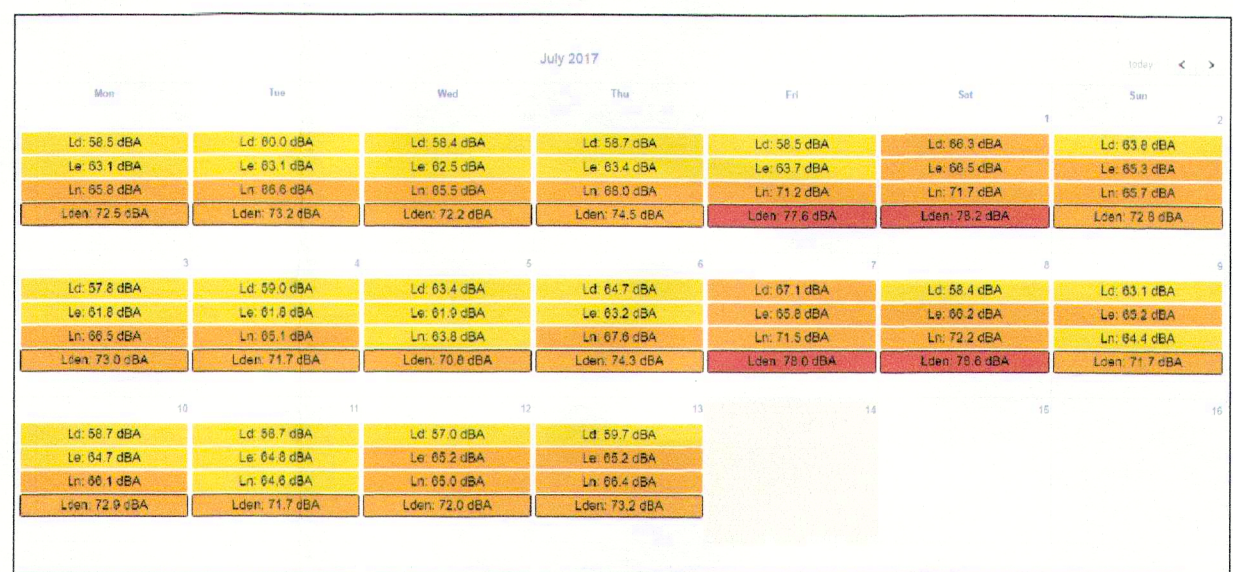 July 2017
today < >
Mon Tue Wed Thu Fri Sat Sun
1 2
Ld: 58.5 dBA Ld: 60.0 dBA Ld: 58.4 dBA Ld: 58.7 dBA Ld: 58.5 dBA Ld: 66.3 dBA Ld: 63.8 dBA
Le: 63.1 dBA Le: 63.1 dBA Le: 62.5 dBA Le: 63.4 dBA Le: 63.7 dBA Le: 66.5 dBA Le: 65.3 dBA
Ln: 65.8 dBA Ln: 66.6 dBA Ln: 65.5 dBA Ln: 68.0 dBA Ln: 71.2 dBA Ln: 71.7 dBA Ln: 65.7 dBA
Lden: 72.5 dBA Lden: 73.2 dBA Lden: 72.2 dBA Lden: 74.5 dBA Lden: 77.6 dBA Lden: 78.2 dBA Lden: 72.8 dBA
3 4 5 6 7 8 9
Ld: 57.8 dBA Ld: 59.0 dBA Ld: 63.4 dBA Ld: 64.7 dBA Ld: 67.1 dBA Ld: 58.4 dBA Ld: 63.1 dBA
Le: 61.8 dBA Le: 61.8 dBA Le: 61.9 dBA Le: 63.2 dBA Le: 65.8 dBA Le: 66.2 dBA Le: 65.2 dBA
Ln: 66.5 dBA Ln: 65.1 dBA Ln: 63.8 dBA Ln: 67.6 dBA Ln: 71.5 dBA Ln: 72.2 dBA Ln: 64.4 dBA
Lden: 73.0 dBA Lden: 71.7 dBA Lden: 70.8 dBA Lden: 74.3 dBA Lden: 78.0 dBA Lden: 78.6 dBA Lden: 71.7 dBA
10 11 12 13 14 15 16
Ld: 58.7 dBA Ld: 58.7 dBA Ld: 57.0 dBA Ld: 59.7 dBA
Le: 64.7 dBA Le: 64.8 dBA Le: 65.2 dBA Le: 65.2 dBA
Ln: 66.1 dBA Ln: 64.6 dBA Ln: 65.0 dBA Ln: 66.4 dBA
Lden: 72.9 dBA Lden: 71.7 dBA Lden: 72.0 dBA Lden: 73.2 dBA